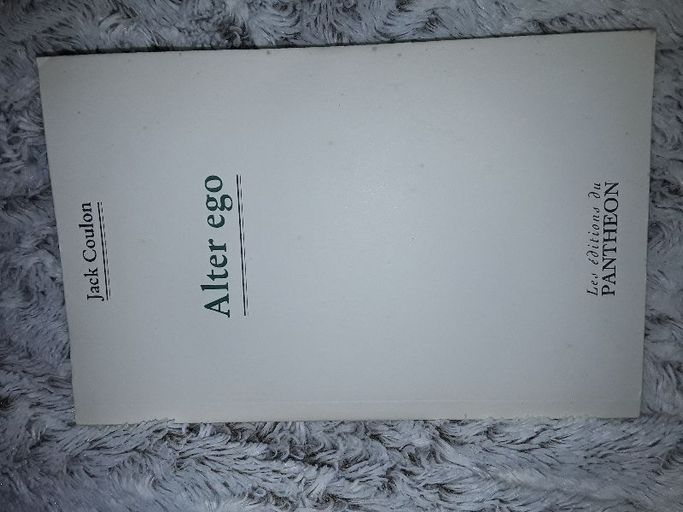 Jack Coulon
Alter ego
Les éditions du
PANTHEON